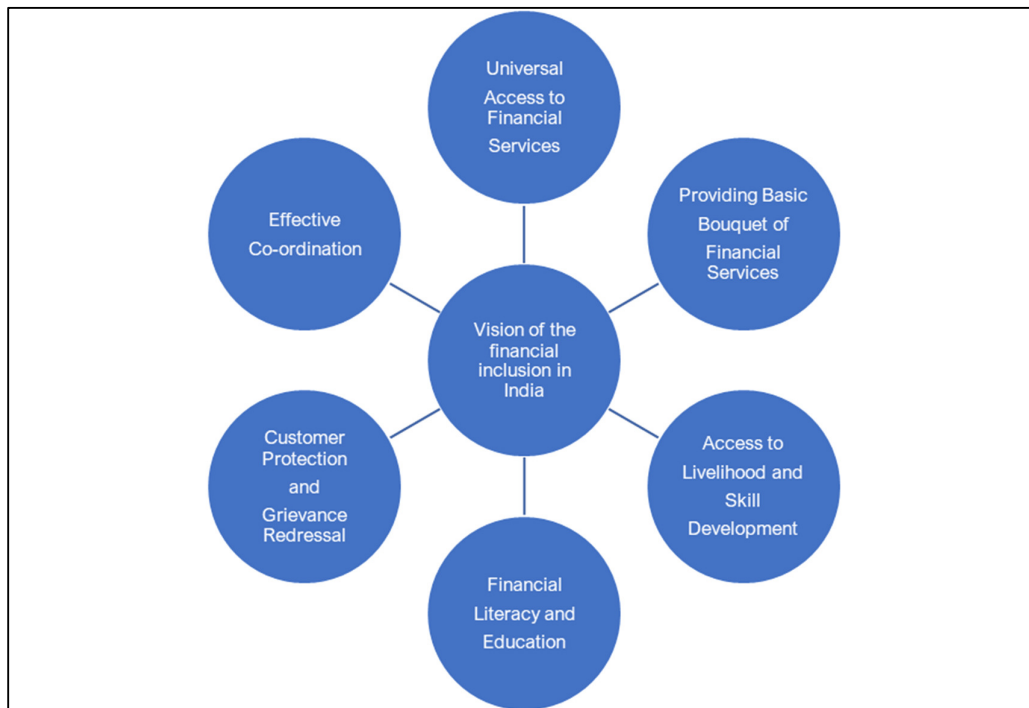 Universal
Access to
Financial
Services
Providing Basic
Bouquet of
Financial
Services
Access to
Livelihood and
Skill
Development
Financial
Literacy and
Education
Customer
Protection
and
Grievance
Redressal
Effective
Co-ordination
Vision of the
financial
inclusion in
India